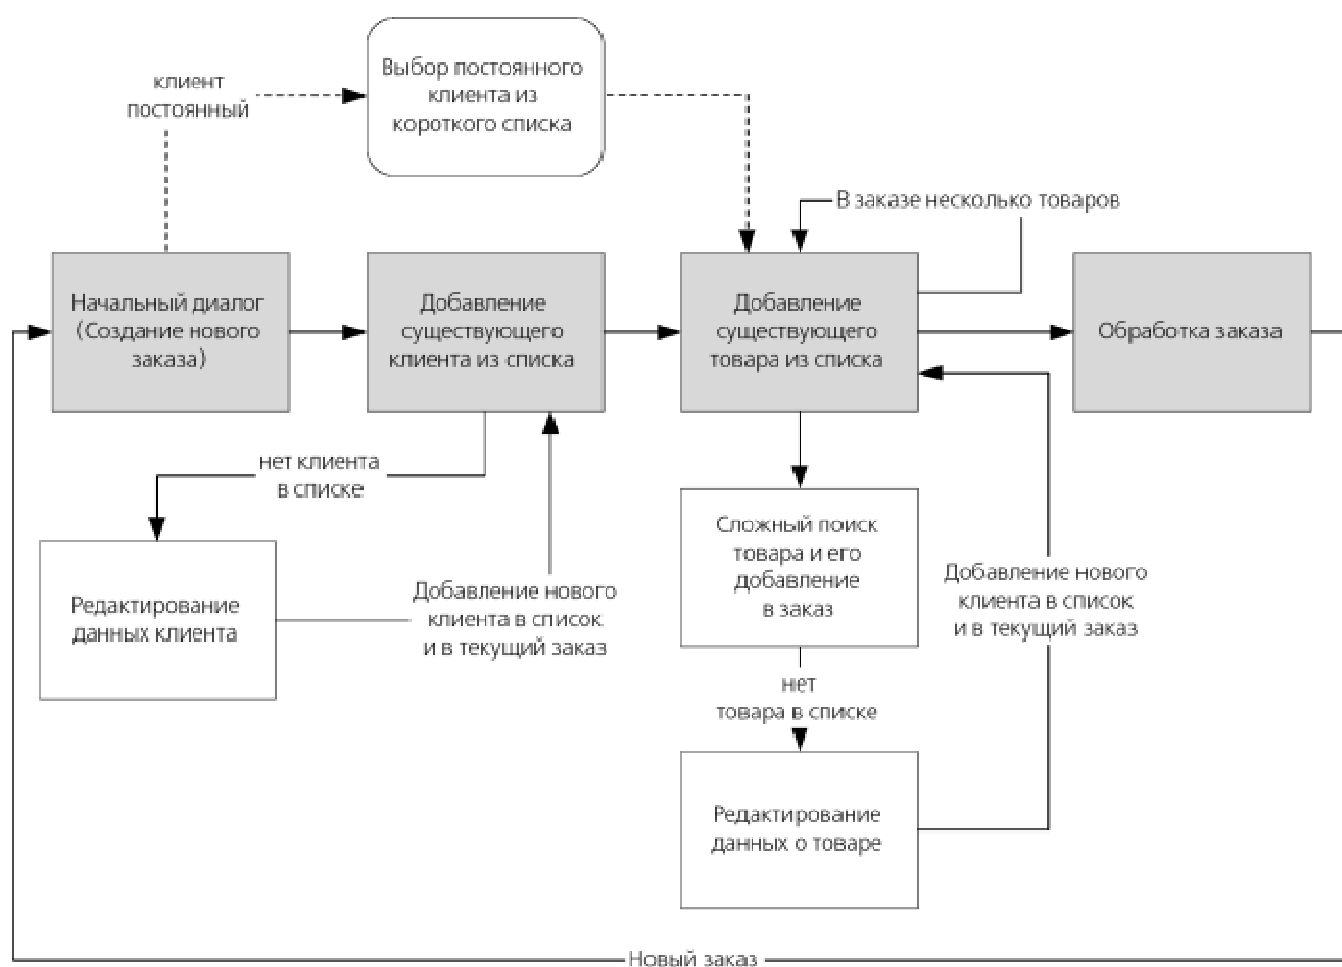 клиент
постоянный
Выбор постоянного
клиента из
короткого списка
В заказе несколько товаров
Начальный диалог
(Создание нового
заказа)
Добавление
существующего
клиента из списка
Добавление
существующего
товара из списка
Обработка заказа
нет клиента
в списке
Редактирование
данных клиента
Добавление нового
клиента в список
и в текущий заказ
Сложный поиск
товара и его
добавление
в заказ
Добавление нового
клиента в список
и в текущий заказ
нет
товара в списке
Редактирование
данных о товаре
Новый заказ